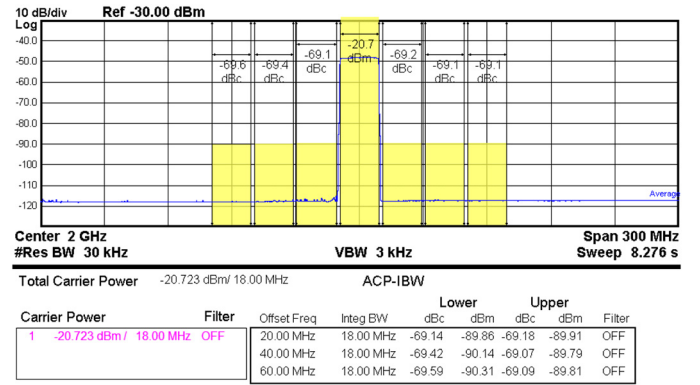 10 dB/div Ref -30.00 dBm
Log
-40.0
-50.0
-60.0
-70.0
-80.0
-90.0
-100
-110
-120
-69.6 dBc
-69.4 dBc
-69.1 dBc
-20.7 dBm
-69.2 dBc
-69.1 dBc
-69.1 dBc
Average
Center 2 GHz Span 300 MHz
#Res BW 30 kHz VBW 3 kHz Sweep 8.276 s
Total Carrier Power -20.723 dBm/ 18.00 MHz ACP-IBW
Lower Upper
Carrier Power Filter Offset Freq Integ BW dBc dBm dBc dBm Filter
1 -20.723 dBm / 18.00 MHz OFF 20.00 MHz 18.00 MHz -69.14 -89.86 -69.18 -89.91 OFF
40.00 MHz 18.00 MHz -69.42 -90.14 -69.07 -89.79 OFF
60.00 MHz 18.00 MHz -69.59 -90.31 -69.09 -89.81 OFF